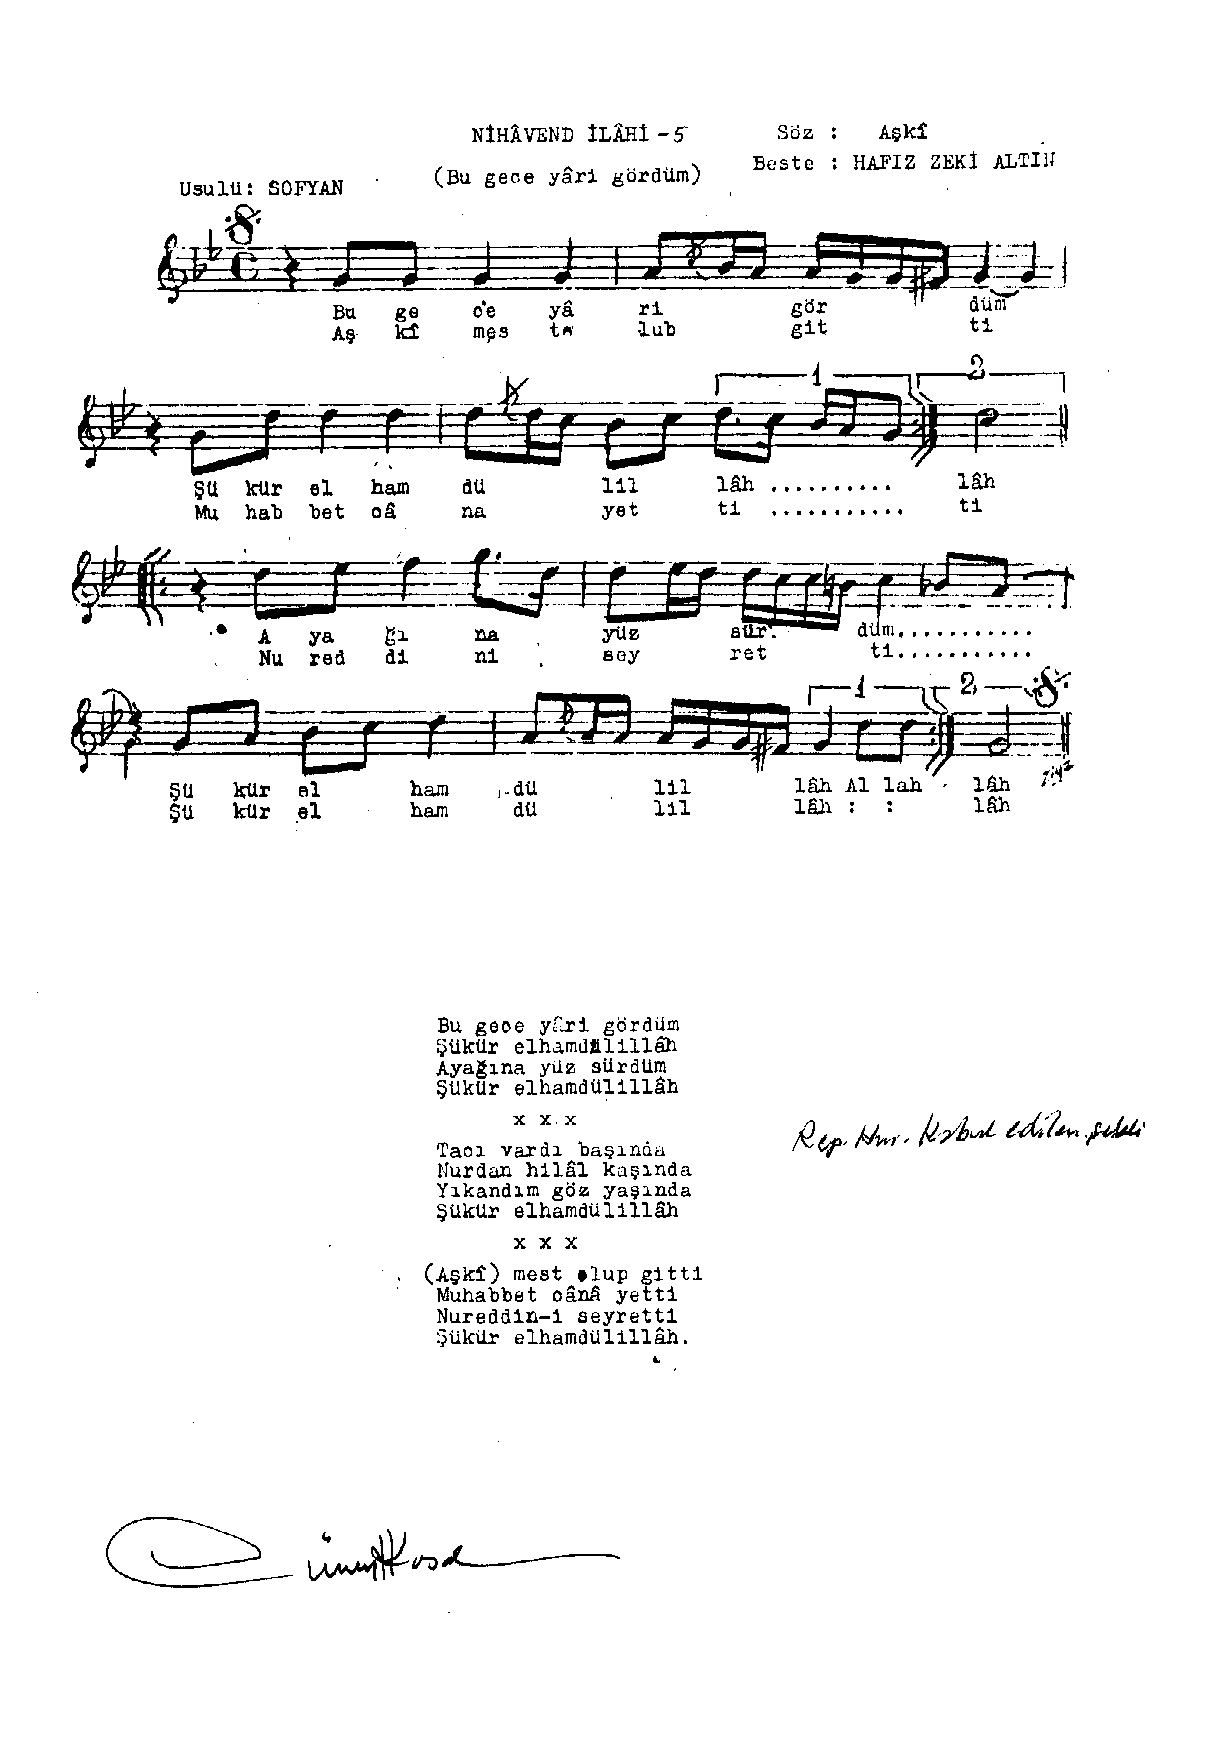 NİHÂVEND İLÂHİ -5
Söz : Aşkî
(Bu gece yâri gördüm)
Beste : HAFIZ ZEKİ ALTIN
Usulü: SOFYAN
Bu ge ce yâ ri gör düm
Aş kî mes te lub git ti
1 2
Şü kür el ham dü lil lâh .......... lâh
Mu hab bet câ na yet ti ........... ti
A ya ğı na yüz sür düm...........
Nu red di ni sey ret ti...........
1 2
Şü kür el ham dü lil lâh Al lah lâh
Şü kür el ham dü lil lâh : : lâh
Bu gece yâri gördüm
Şükür elhamdülillâh
Ayağına yüz sürdüm
Şükür elhamdülillâh
x x x
Tacı vardı başında
Nurdan hilâl kaşında
Yıkandım göz yaşında
Şükür elhamdülillâh
x x x
(Aşkî) mest olup gitti
Muhabbet cânâ yetti
Nureddin-i seyretti
Şükür elhamdülillâh.
Rep. Kur. Kabul edilen şekli